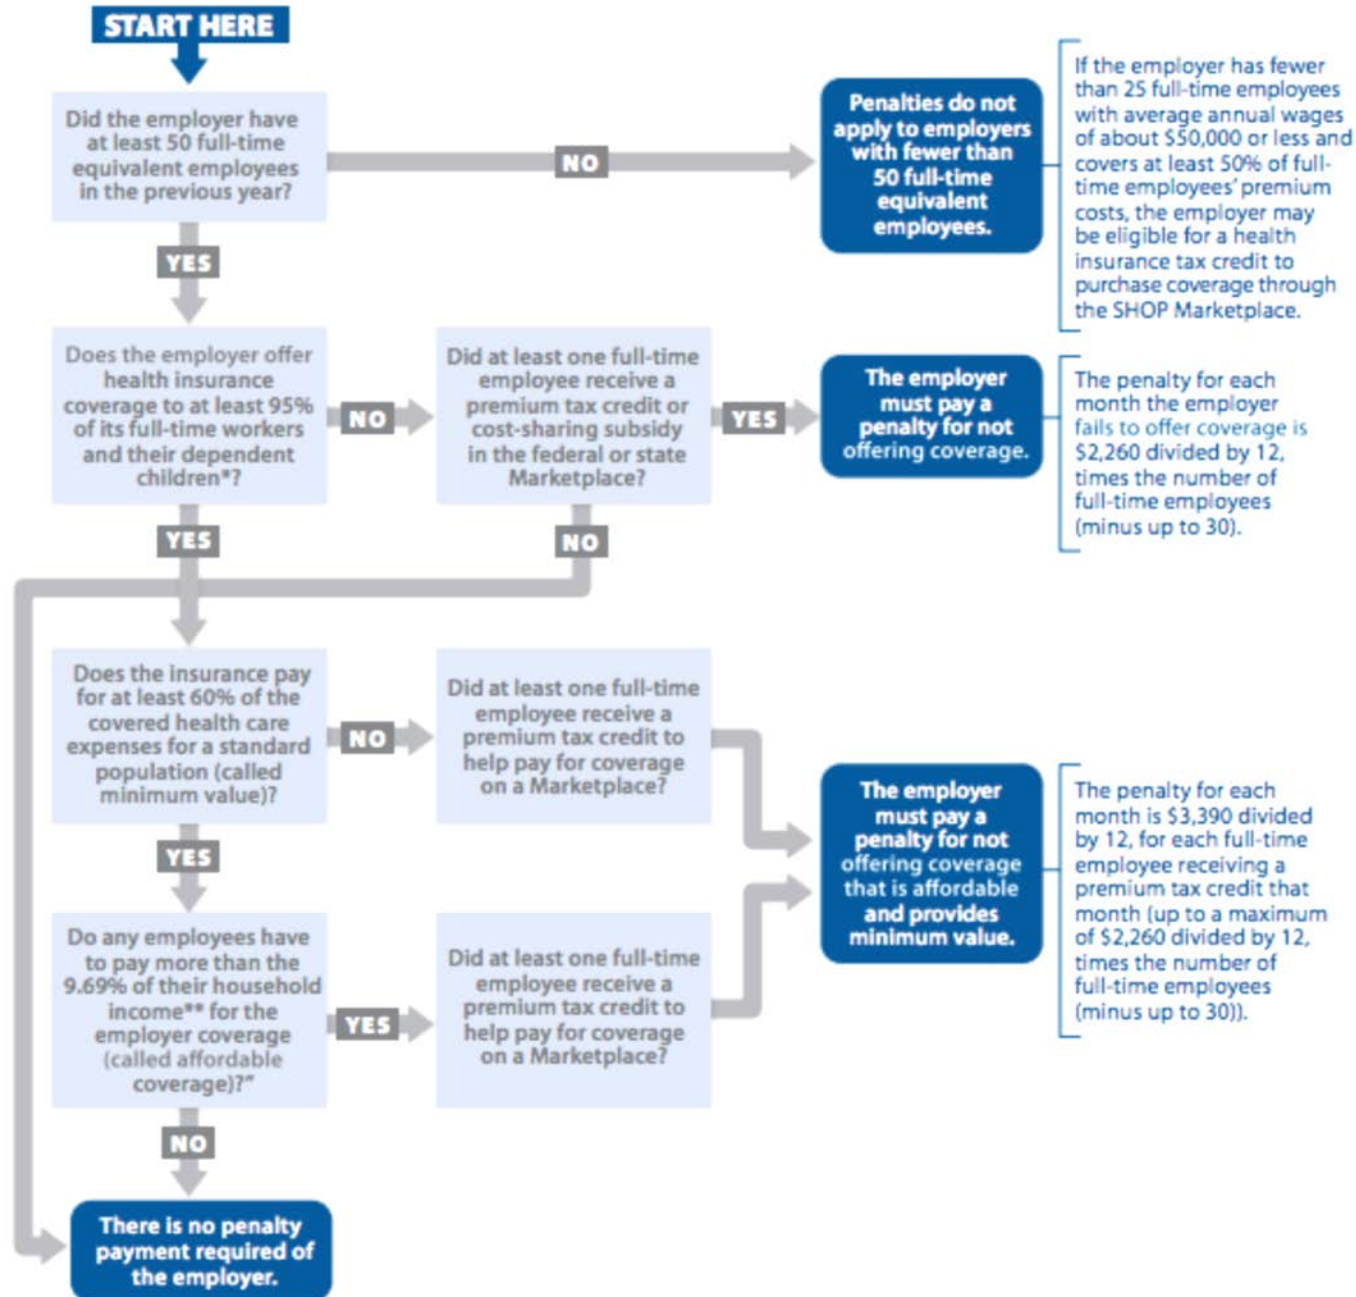 START HERE
Did the employer have
at least 50 full-time
equivalent employees
in the previous year?
NO
Penalties do not
apply to employers
with fewer than
50 full-time
equivalent
employees.
If the employer has fewer
than 25 full-time employees
with average annual wages
of about $50,000 or less and
covers at least 50% of full-
time employees' premium
costs, the employer may
be eligible for a health
insurance tax credit to
purchase coverage through
the SHOP Marketplace.
YES
Does the employer offer
health insurance
coverage to at least 95%
of its full-time workers
and their dependent
children*?
NO
Did at least one full-time
employee receive a
premium tax credit or
cost-sharing subsidy
in the federal or state
Marketplace?
YES
The employer
must pay a
penalty for not
offering coverage.
The penalty for each
month the employer
fails to offer coverage is
$2,260 divided by 12,
times the number of
full-time employees
(minus up to 30).
YES
NO
Does the insurance pay
for at least 60% of the
covered health care
expenses for a standard
population (called
minimum value)?
NO
Did at least one full-time
employee receive a
premium tax credit to
help pay for coverage
on a Marketplace?
The employer
must pay a
penalty for not
offering coverage
that is affordable
and provides
minimum value.
The penalty for each
month is $3,390 divided
by 12, for each full-time
employee receiving a
premium tax credit that
month (up to a maximum
of $2,260 divided by 12,
times the number of
full-time employees
(minus up to 30)).
YES
Do any employees have
to pay more than the
9.69% of their household
income** for the
employer coverage
(called affordable
coverage)?"
YES
Did at least one full-time
employee receive a
premium tax credit to
help pay for coverage
on a Marketplace?
NO
There is no penalty
payment required of
the employer.